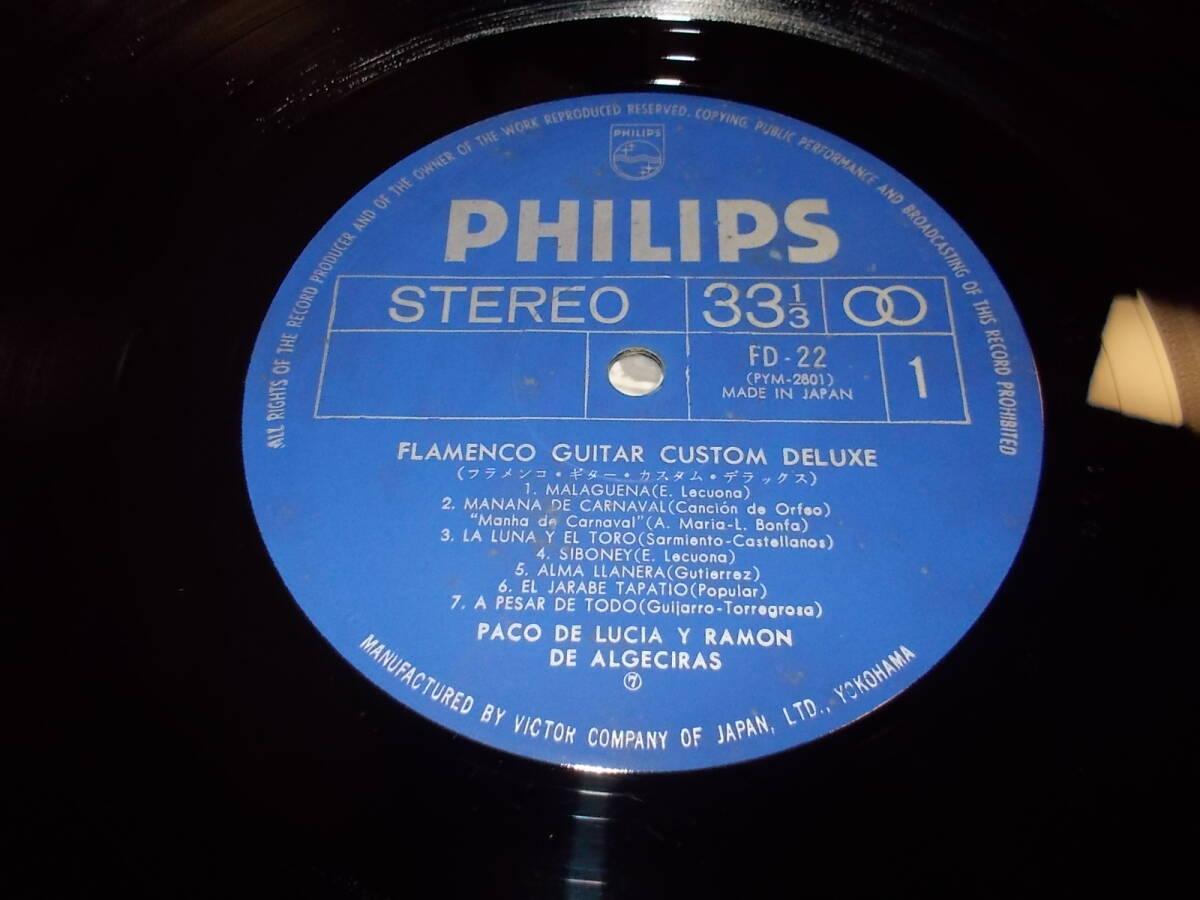 ALL RIGHTS OF THE RECORD PRODUCER AND OF THE OWNER OF THE WORK REPRODUCED RESERVED. COPYING, PUBLIC PERFORMANCE AND BROADCASTING OF THIS RECORD PROHIBITED
PHILIPS
PHILIPS
STEREO 33 1/3
FD-22
(PYM-2801)
MADE IN JAPAN
1
FLAMENCO GUITAR CUSTOM DELUXE
(フラメンコ・ギター・カスタム・デラックス)
1. MALAGUENA(E. Lecuona)
2. MANANA DE CARNAVAL(Canción de Orfeo)
"Manha de Carnaval"(A. Maria-L. Bonfa)
3. LA LUNA Y EL TORO(Sarmiento-Castellanos)
4. SIBONEY(E. Lecuona)
5. ALMA LLANERA(Gutierrez)
6. EL JARABE TAPATIO(Popular)
7. A PESAR DE TODO(Guijarro-Torregrosa)
PACO DE LUCIA Y RAMON
DE ALGECIRAS
⑦
MANUFACTURED BY VICTOR COMPANY OF JAPAN, LTD., YOKOHAMA